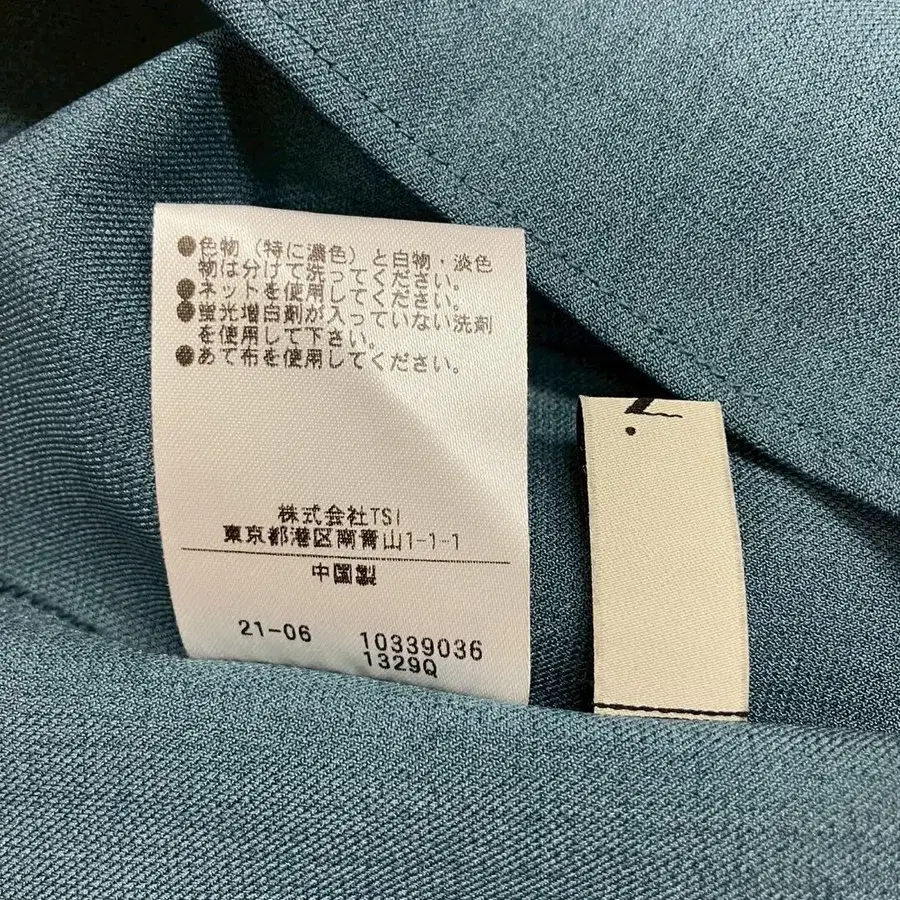 ●色物（特に濃色）と白物・淡色
物は分けて洗ってください。
●ネットを使用してください。
●蛍光増白剤が入っていない洗剤
を使用して下さい。
●あて布を使用してください。
株式会社TSI
東京都港区南青山1-1-1
中国製
21-06 10339036
1329Q